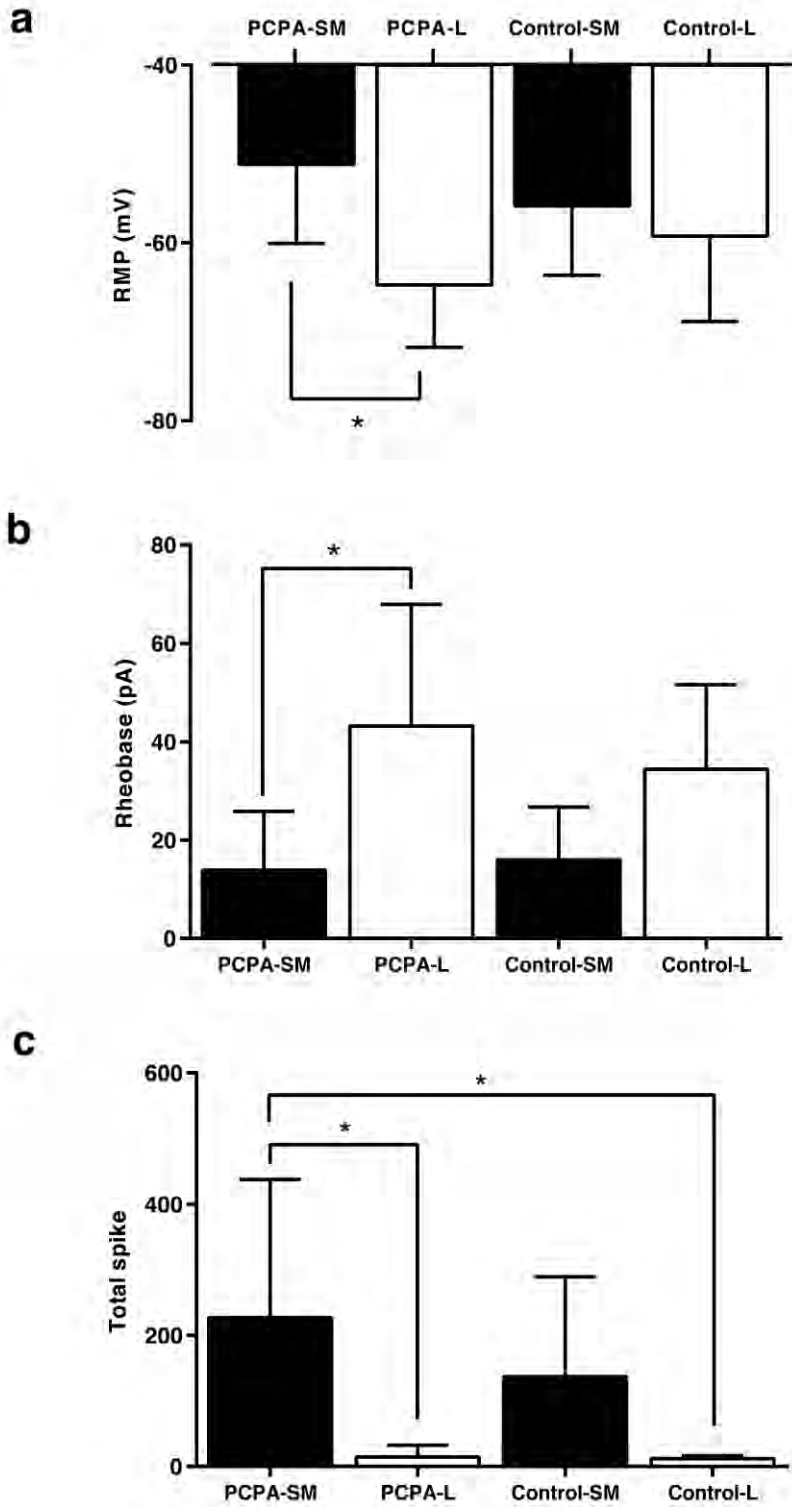 a
PCPA-SM PCPA-L Control-SM Control-L
-40
-60
-80
RMP (mV)
*
b
80
60
40
20
0
Rheobase (pA)
*
PCPA-SM PCPA-L Control-SM Control-L
c
600
400
200
0
Total spike
*
*
PCPA-SM PCPA-L Control-SM Control-L